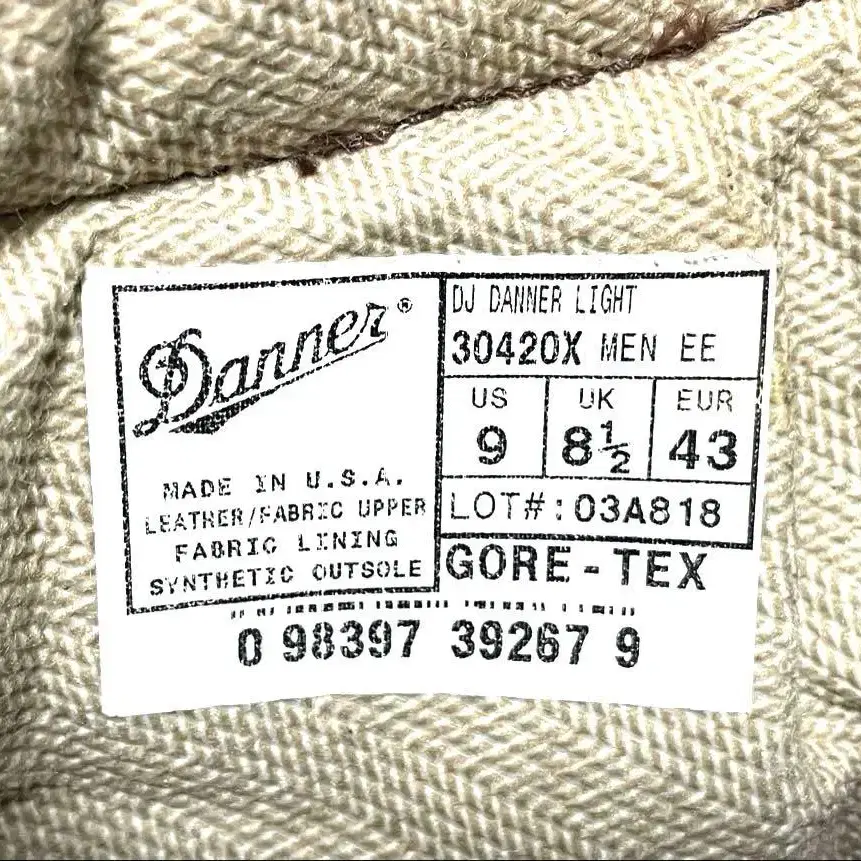 Danner®
MADE IN U.S.A.
LEATHER/FABRIC UPPER
FABRIC LINING
SYNTHETIC OUTSOLE
DJ DANNER LIGHT
30420X MEN EE
US UK EUR
9 8½ 43
LOT#:03A818
GORE-TEX
0 98397 39267 9